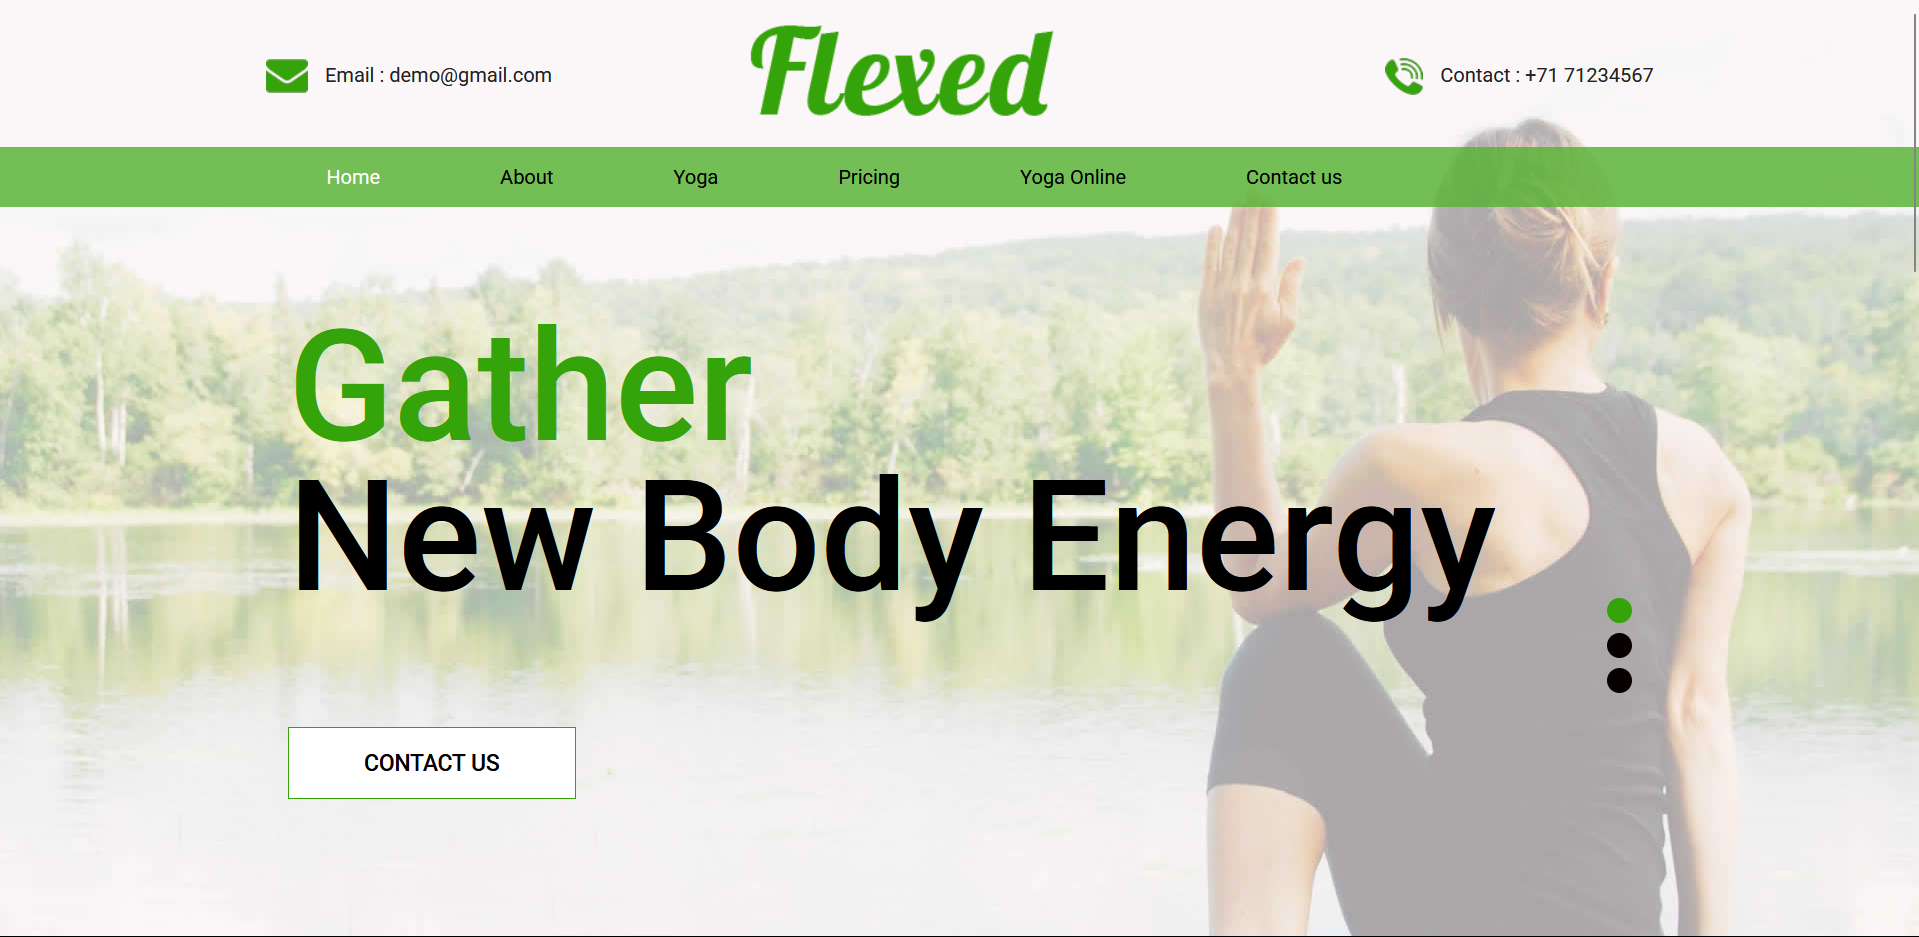 Email : demo@gmail.com
Flexed
Contact : +71 71234567
Home
About
Yoga
Pricing
Yoga Online
Contact us
Gather
New Body Energy
CONTACT US